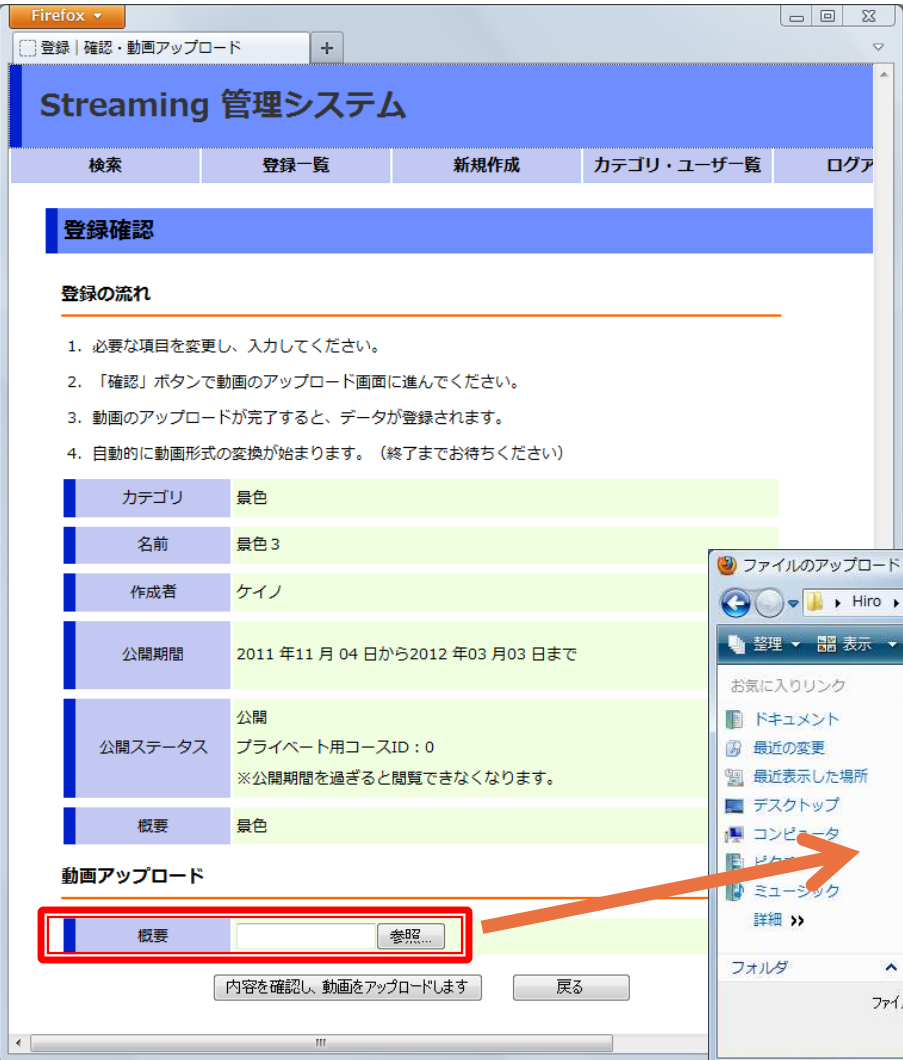 Firefox
登録｜確認・動画アップロード
Streaming 管理システム
検索 登録一覧 新規作成 カテゴリ・ユーザ一覧 ログア
登録確認
登録の流れ
1. 必要な項目を変更し、入力してください。
2. 「確認」ボタンで動画のアップロード画面に進んでください。
3. 動画のアップロードが完了すると、データが登録されます。
4. 自動的に動画形式の変換が始まります。（終了までお待ちください）
カテゴリ 景色
名前 景色３
作成者 ケイノ
公開期間 2011 年11 月 04 日から2012 年03 月03 日まで
公開ステータス 公開
プライベート用コースID：0
※公開期間を過ぎると閲覧できなくなります。
概要 景色
動画アップロード
概要 参照...
内容を確認し、動画をアップロードします 戻る
ファイルのアップロード
Hiro
整理 表示
お気に入りリンク
ドキュメント
最近の変更
最近表示した場所
デスクトップ
コンピュータ
ミュージック
詳細 >>
フォルダ